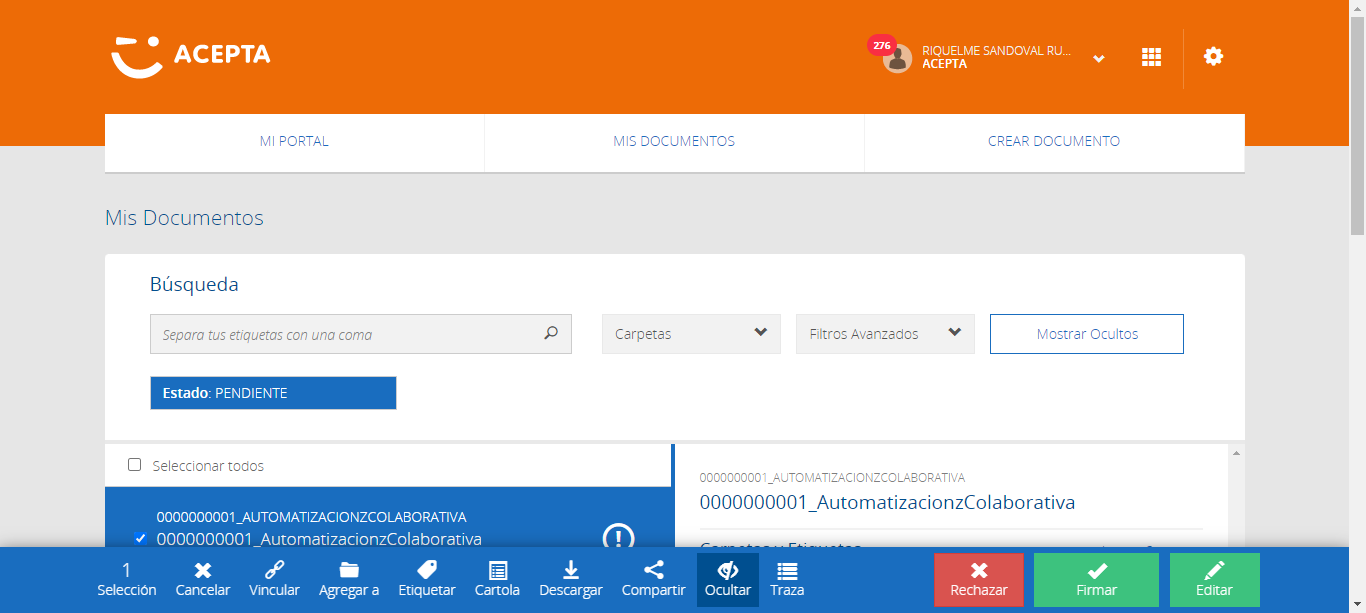 ACEPTA
276
RIQUELME SANDOVAL RU...
ACEPTA
MI PORTAL
MIS DOCUMENTOS
CREAR DOCUMENTO
Mis Documentos
Búsqueda
Separa tus etiquetas con una coma
Carpetas
Filtros Avanzados
Mostrar Ocultos
Estado: PENDIENTE
Seleccionar todos
0000000001_AUTOMATIZACIONZCOLABORATIVA
0000000001_AutomatizacionzColaborativa
0000000001_AUTOMATIZACIONZCOLABORATIVA
0000000001_AutomatizacionzColaborativa
Carpetas y Etiquetas
1
Selección
Cancelar
Vincular
Agregar a
Etiquetar
Cartola
Descargar
Compartir
Ocultar
Traza
Rechazar
Firmar
Editar